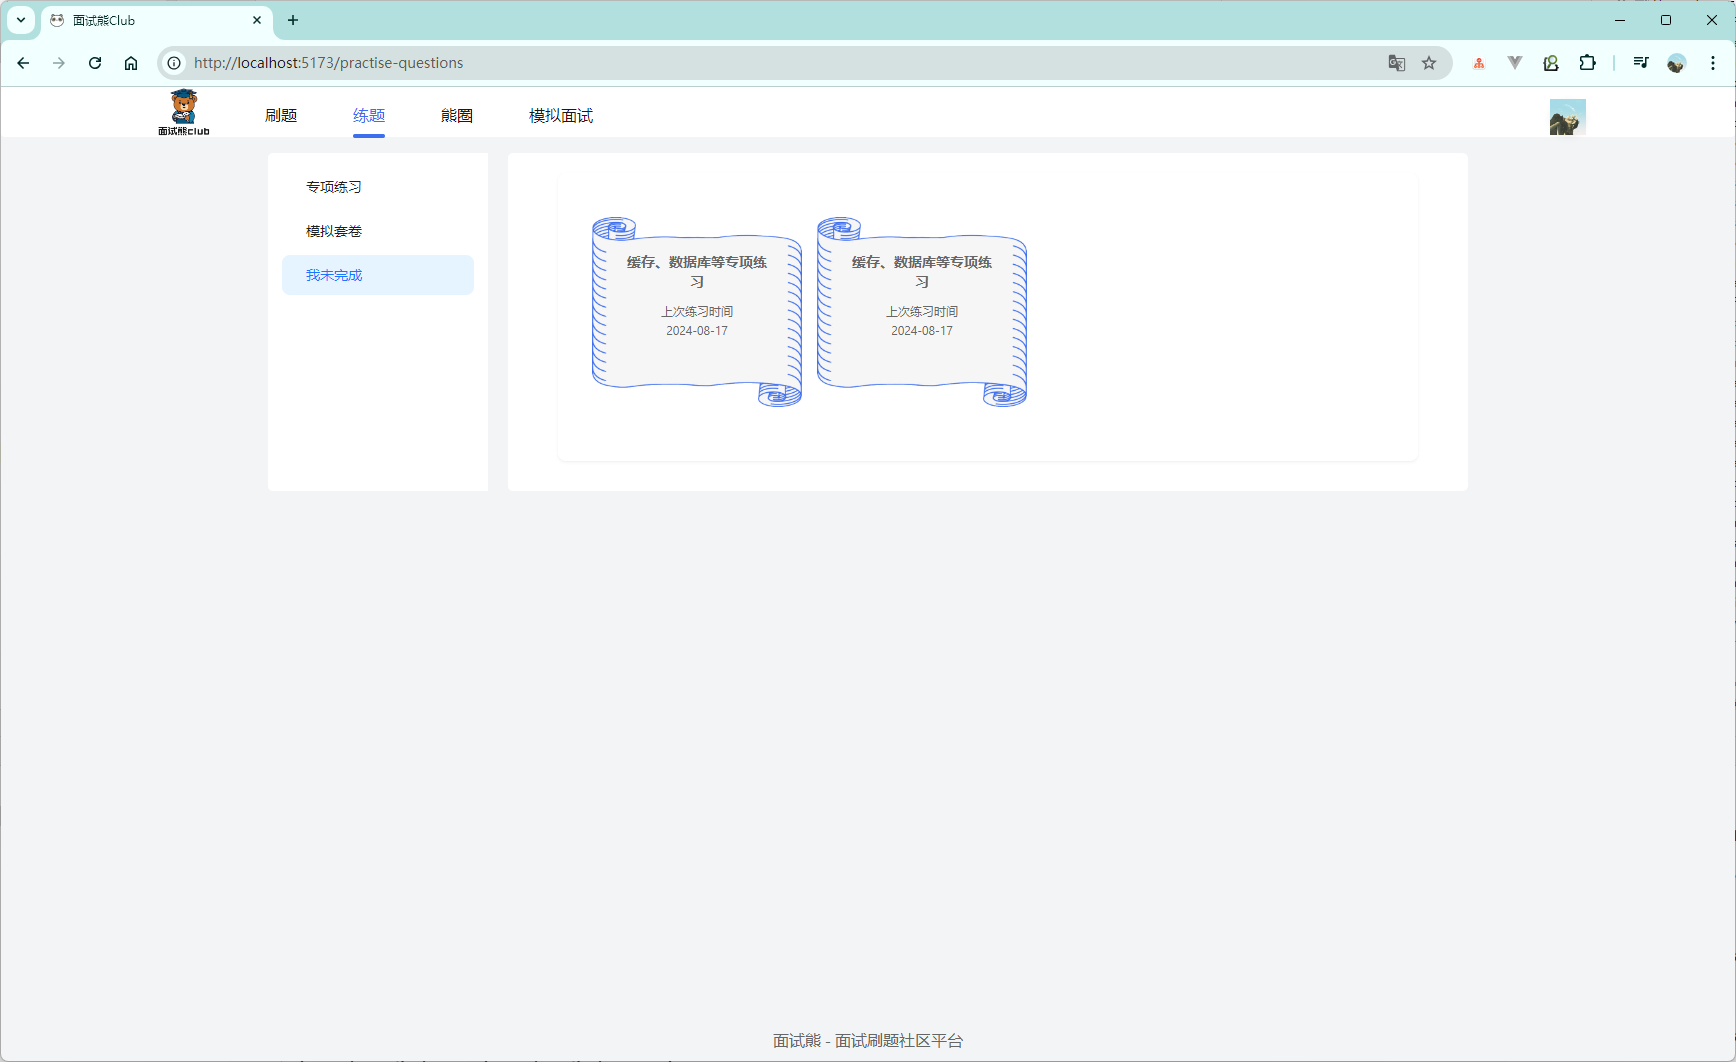 面试熊Club
http://localhost:5173/practise-questions
面试熊club
刷题
练题
熊圈
模拟面试
专项练习
模拟套卷
我未完成
缓存、数据库等专项练
习
上次练习时间
2024-08-17
缓存、数据库等专项练
习
上次练习时间
2024-08-17
面试熊 - 面试刷题社区平台